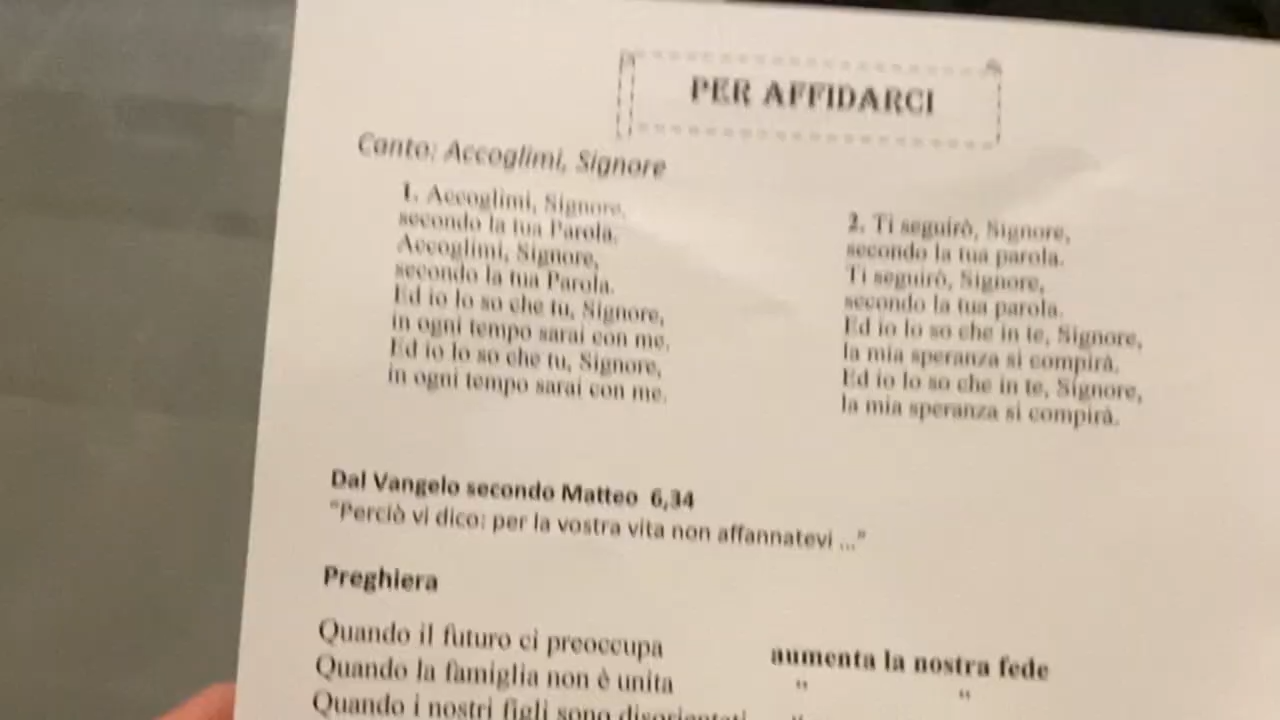 PER AFFIDARCI
Canto: Accoglimi, Signore
1. Accoglimi, Signore,
secondo la tua Parola.
Accoglimi, Signore,
secondo la tua Parola.
Ed io lo so che tu, Signore,
in ogni tempo sarai con me.
Ed io lo so che tu, Signore,
in ogni tempo sarai con me.
2. Ti seguirò, Signore,
secondo la tua parola.
Ti seguirò, Signore,
secondo la tua parola.
Ed io lo so che in te, Signore,
la mia speranza si compirà.
Ed io lo so che in te, Signore,
la mia speranza si compirà.
Dal Vangelo secondo Matteo 6,34
"Perciò vi dico: per la vostra vita non affannatevi ..."
Preghiera
Quando il futuro ci preoccupa aumenta la nostra fede
Quando la famiglia non è unita " "
Quando i nostri figli sono disorientati "